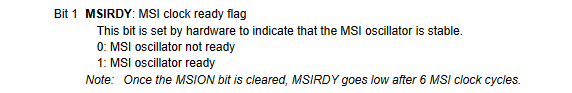 Bit 1 MSIRDY: MSI clock ready flag
This bit is set by hardware to indicate that the MSI oscillator is stable.
0: MSI oscillator not ready
1: MSI oscillator ready
Note: Once the MSION bit is cleared, MSIRDY goes low after 6 MSI clock cycles.